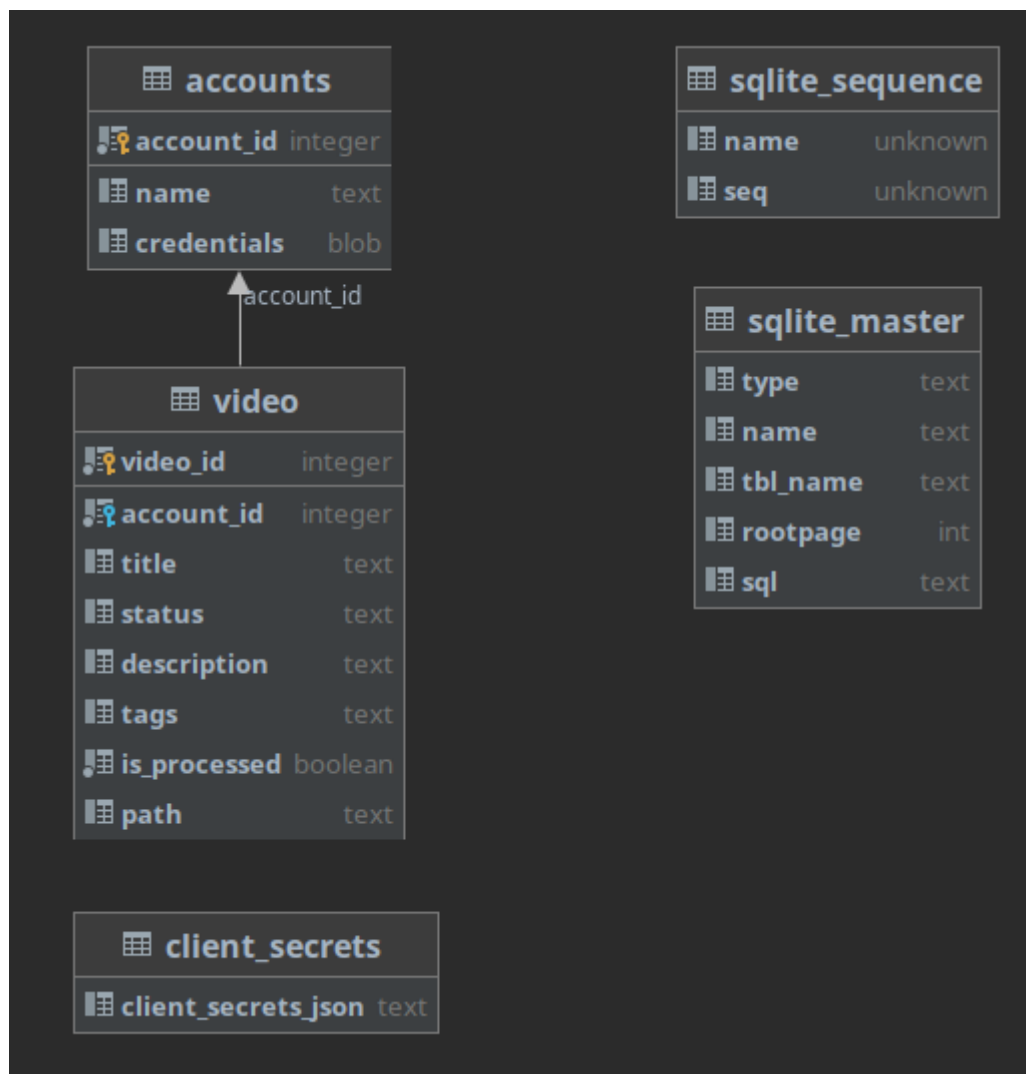 accounts
account_id integer
name text
credentials blob
account_id
video
video_id integer
account_id integer
title text
status text
description text
tags text
is_processed boolean
path text
client_secrets
client_secrets_json text
sqlite_sequence
name unknown
seq unknown
sqlite_master
type text
name text
tbl_name text
rootpage int
sql text